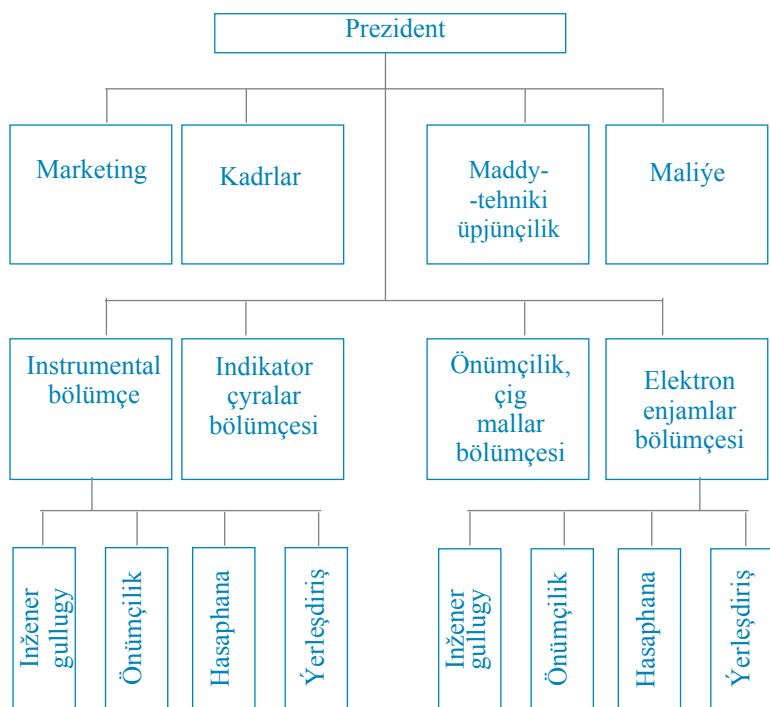 Prezident
Marketing
Kadrlar
Maddy-
-tehniki
üpjünçilik
Maliýe
Instrumental
bölümçe
Indikator
çyralar
bölümçesi
Önümçilik,
çig
mallar
bölümçesi
Elektron
enjamlar
bölümçesi
Inžener
gullugy
Önümçilik
Hasaphana
Ýerleşdiriş
Inžener
gullugy
Önümçilik
Hasaphana
Ýerleşdiriş